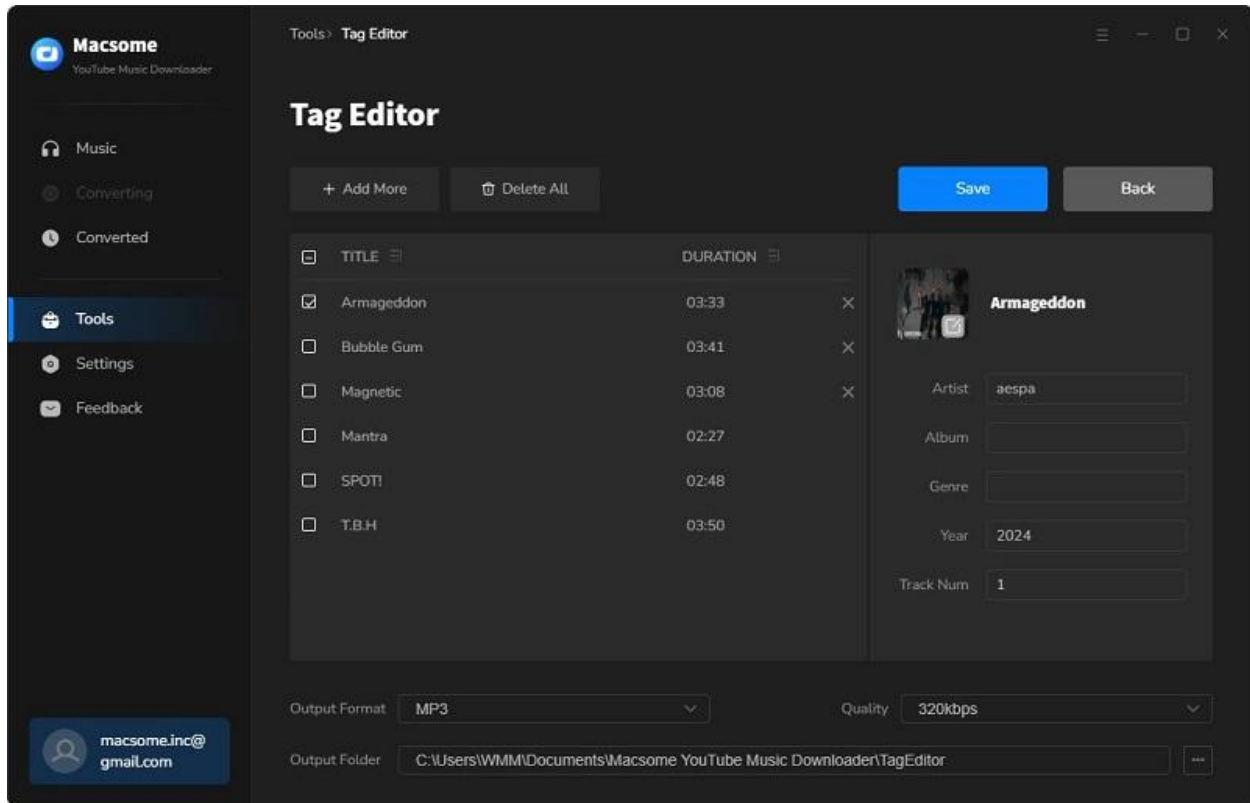 Macsome
YouTube Music Downloader
Music
Converting
Converted
Tools
Settings
Feedback
macsome.inc@
gmail.com
Tools> Tag Editor
Tag Editor
+ Add More
Delete All
Save
Back
TITLE DURATION
Armageddon 03:33
Bubble Gum 03:41
Magnetic 03:08
Mantra 02:27
SPOT! 02:48
T.B.H 03:50
Armageddon
Artist aespa
Album
Genre
Year 2024
Track Num 1
Output Format MP3
Quality 320kbps
Output Folder C:\Users\WMM\Documents\Macsome YouTube Music Downloader\TagEditor